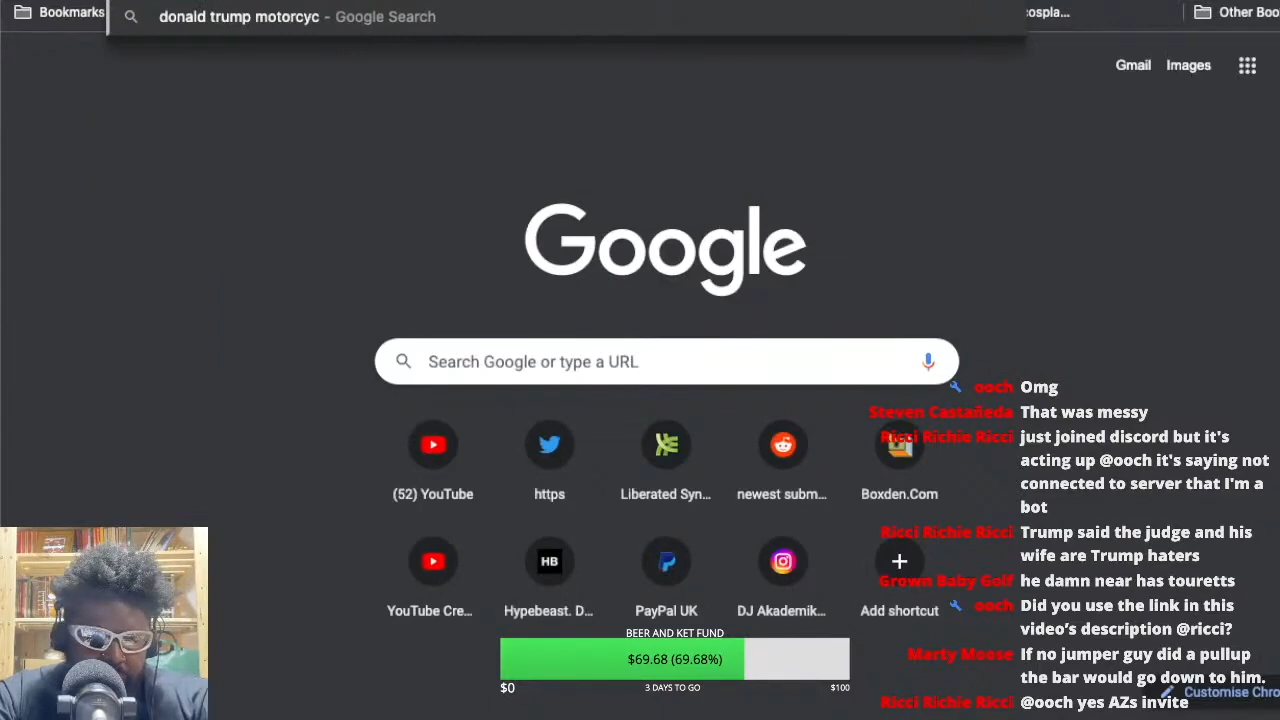 Bookmarks
donald trump motorcyc - Google Search
ospla...
Other Boo
Gmail Images
Google
Search Google or type a URL
(52) YouTube
https
Liberated Syn...
newest subm...
Boxden.Com
YouTube Cre...
HB
Hypebeast. D...
PayPal UK
DJ Akademik...
Add shortcut
BEER AND KET FUND
$69.68 (69.68%)
$0
3 DAYS TO GO
$100
ooch Omg
Steven Castañeda That was messy
Ricci Richie Ricci just joined discord but it's
acting up @ooch it's saying not
connected to server that I'm a
bot
Ricci Richie Ricci Trump said the judge and his
wife are Trump haters
Grown Baby Golf he damn near has touretts
ooch Did you use the link in this
video's description @ricci?
Marty Moose If no jumper guy did a pullup
the bar would go down to him.
Ricci Richie Ricci @ooch yes AZs invite
Customise Chro